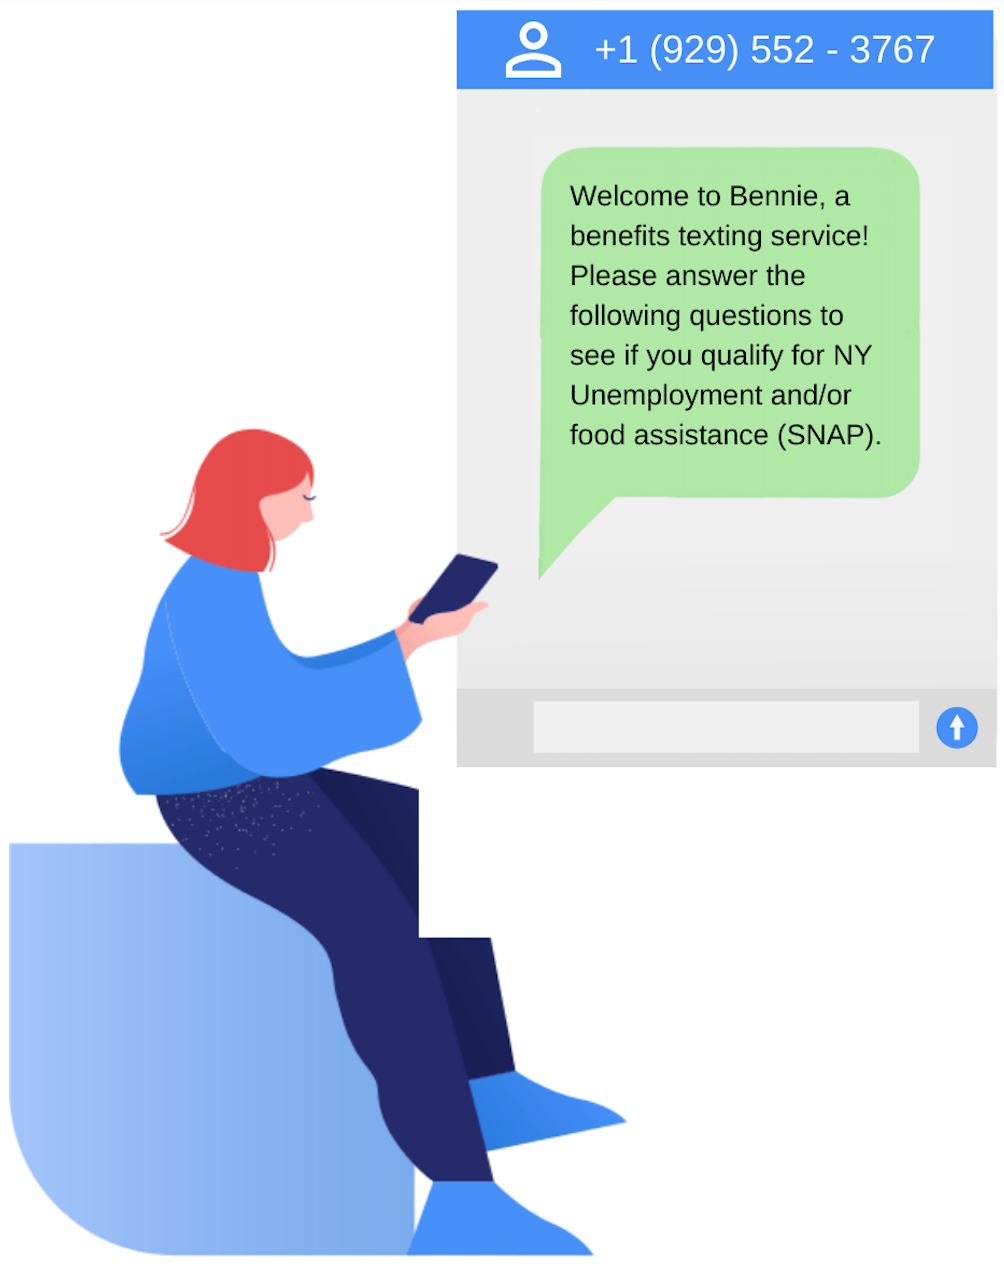 +1 (929) 552 - 3767
Welcome to Bennie, a
benefits texting service!
Please answer the
following questions to
see if you qualify for NY
Unemployment and/or
food assistance (SNAP).